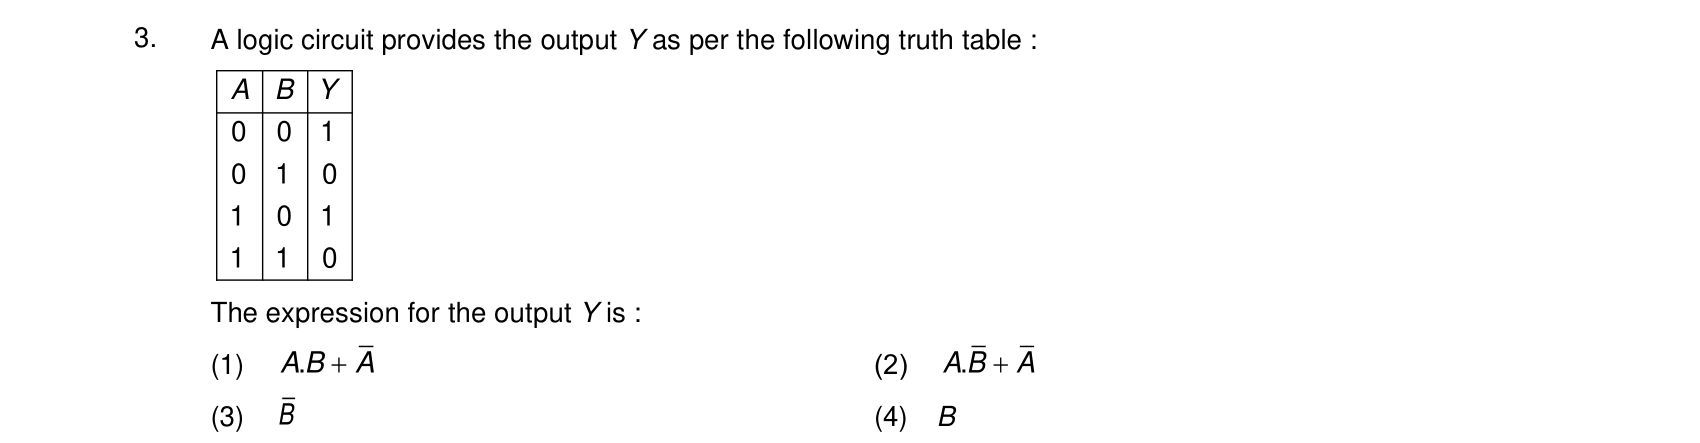 3. A logic circuit provides the output Y as per the following truth table :
A B Y
0 0 1
0 1 0
1 0 1
1 1 0
The expression for the output Y is :
(1) A.B + A̅ (2) A.B̅ + A̅
(3) B̅ (4) B